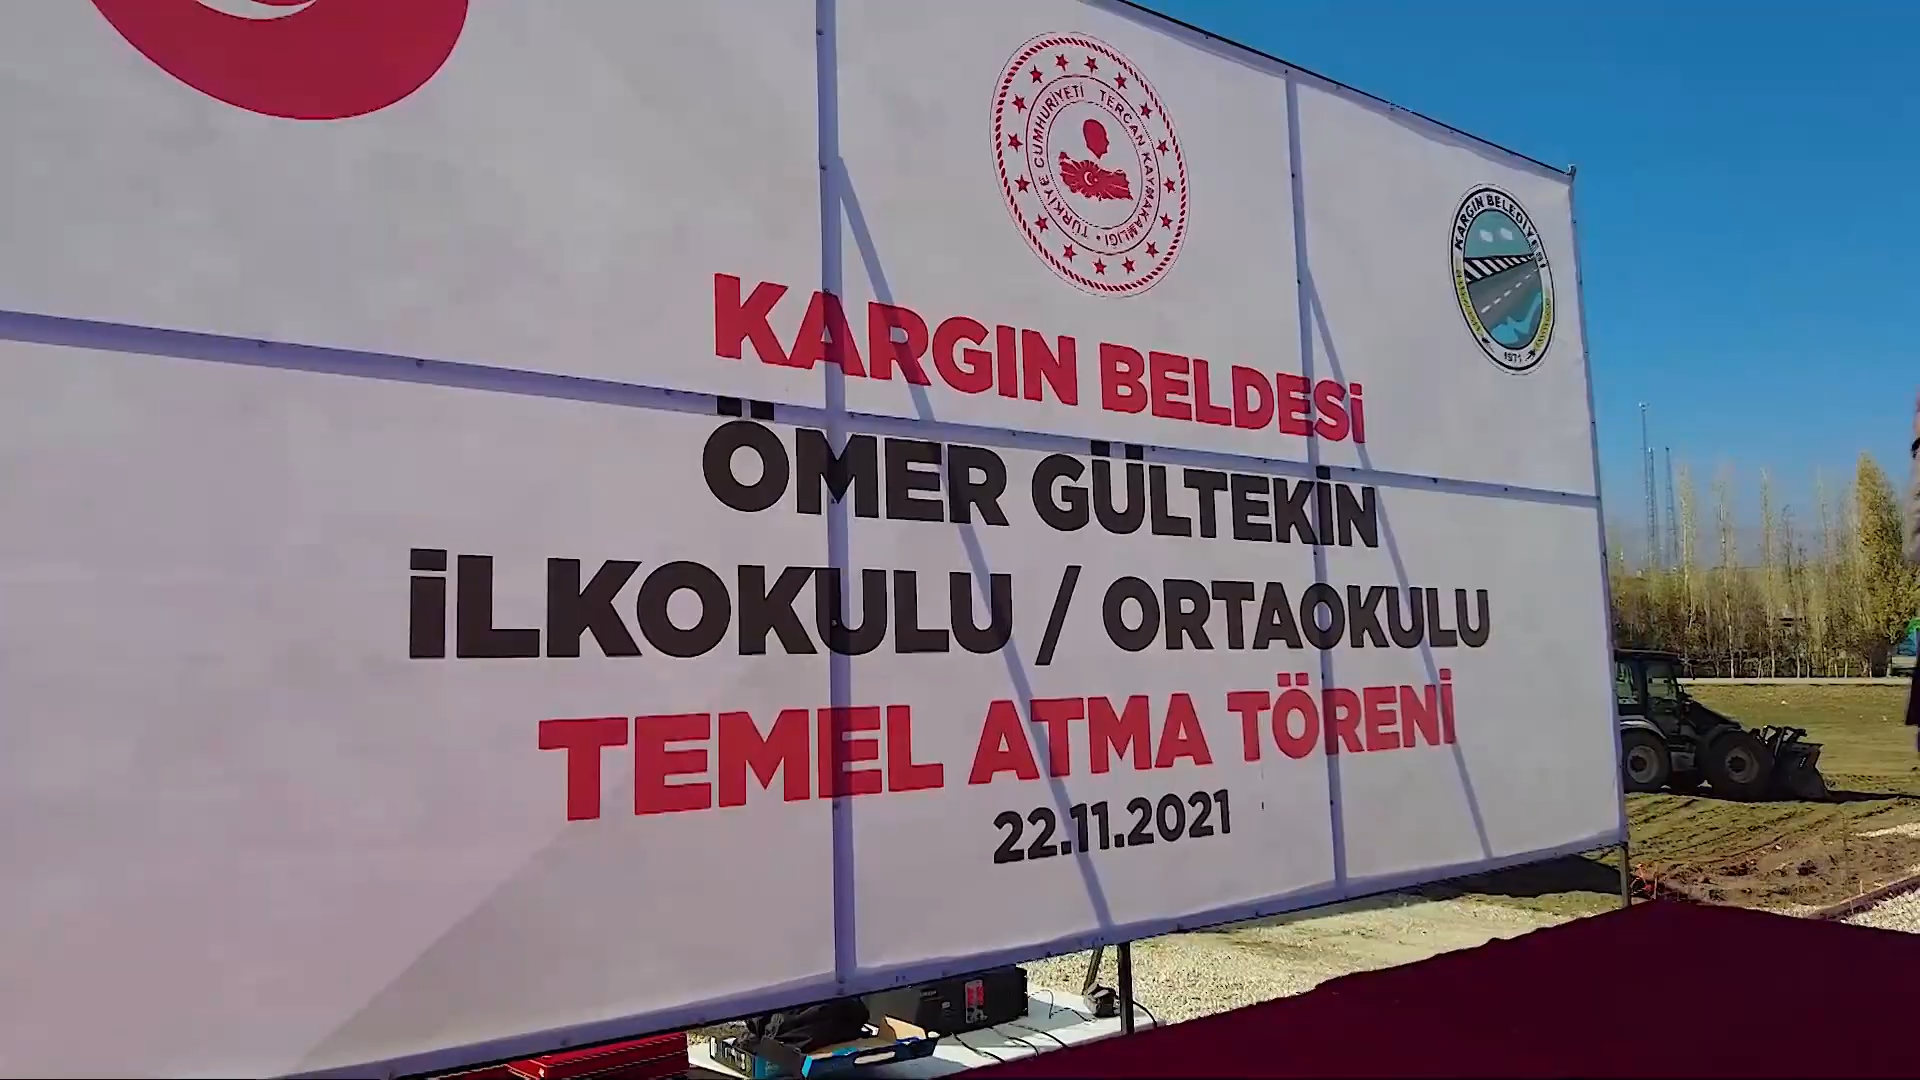 TÜRKİYE CUMHURİYETİ TERCAN KAYMAKAMLIĞI
KARGIN BELEDİYESİ
1971
KARGIN BELDESİ
ÖMER GÜLTEKİN
İLKOKULU / ORTAOKULU
TEMEL ATMA TÖRENİ
22.11.2021